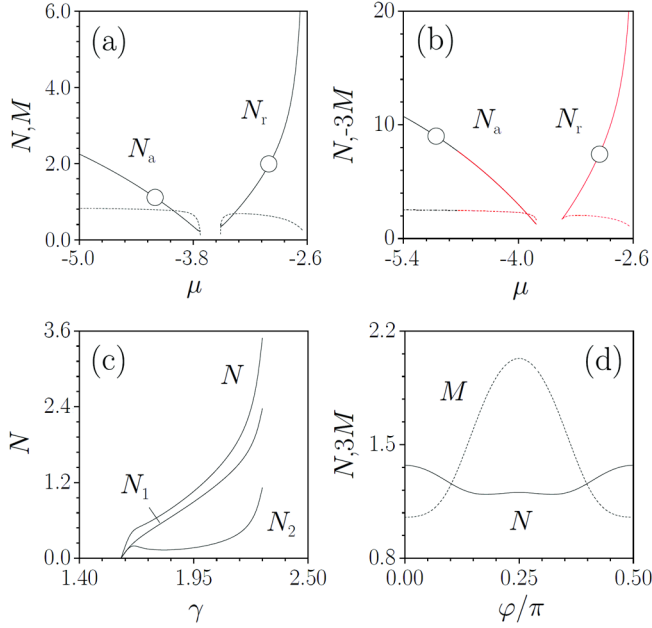 (a)
6.0
4.0
2.0
0.0
N,M
N_a
N_r
-5.0
-3.8
-2.6
μ
(b)
20
10
0
N,-3M
N_a
N_r
-5.4
-4.0
-2.6
μ
(c)
3.6
2.4
1.2
0.0
N
N
N_1
N_2
1.40
1.95
2.50
γ
(d)
2.2
1.5
0.8
N,3M
M
N
0.00
0.25
0.50
φ/π